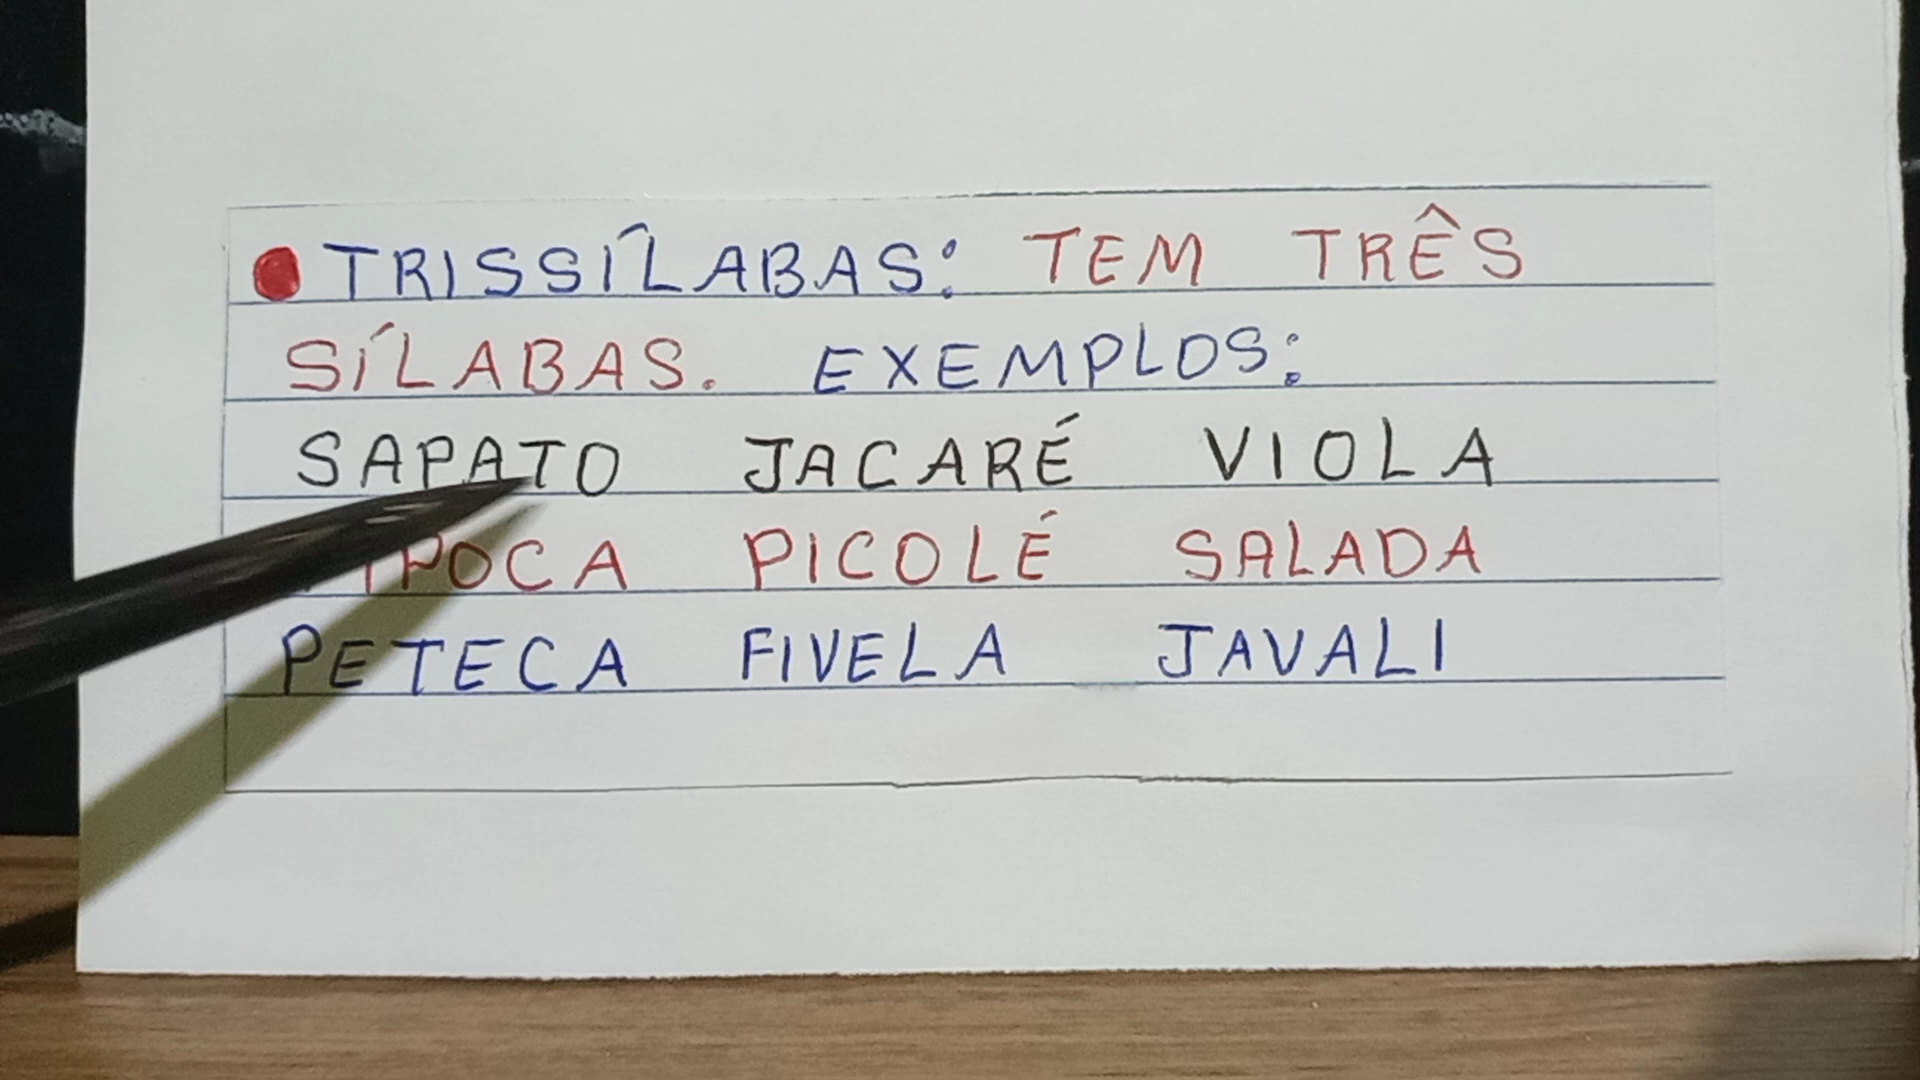 TRISSÍLABAS: TEM TRÊS
SÍLABAS. EXEMPLOS:
SAPATO JACARÉ VIOLA
PICOLÉ SALADA
PETECA FIVELA JAVALI